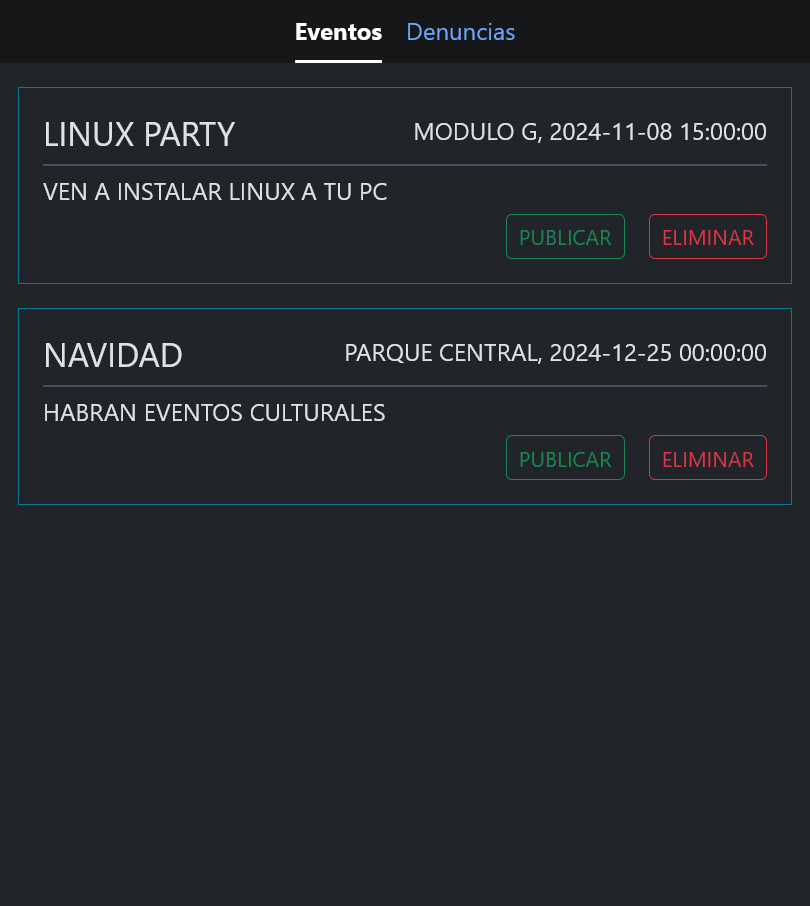 Eventos Denuncias
LINUX PARTY MODULO G, 2024-11-08 15:00:00
VEN A INSTALAR LINUX A TU PC
PUBLICAR ELIMINAR
NAVIDAD PARQUE CENTRAL, 2024-12-25 00:00:00
HABRAN EVENTOS CULTURALES
PUBLICAR ELIMINAR